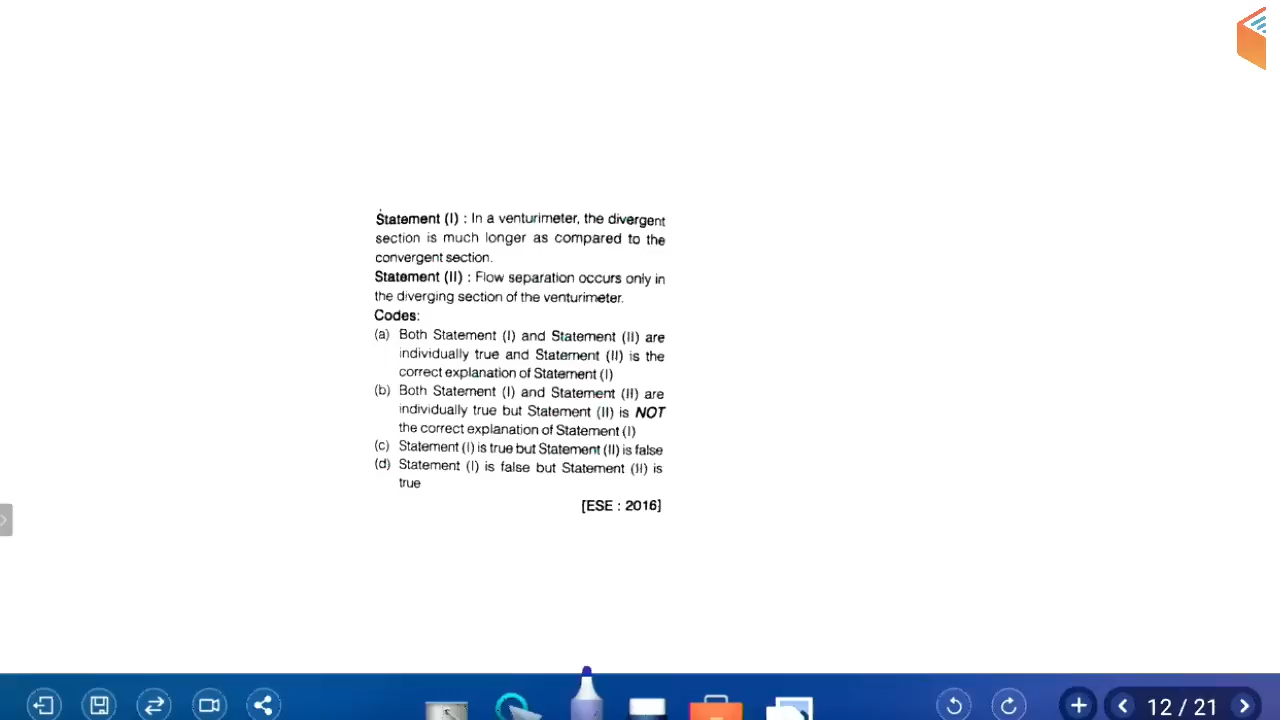 Statement (I) : In a venturimeter, the divergent
section is much longer as compared to the
convergent section.
Statement (II) : Flow separation occurs only in
the diverging section of the venturimeter.
Codes:
(a) Both Statement (I) and Statement (II) are
individually true and Statement (II) is the
correct explanation of Statement (I)
(b) Both Statement (I) and Statement (II) are
individually true but Statement (II) is NOT
the correct explanation of Statement (I)
(c) Statement (I) is true but Statement (II) is false
(d) Statement (I) is false but Statement (II) is
true
[ESE : 2016]
12 / 21